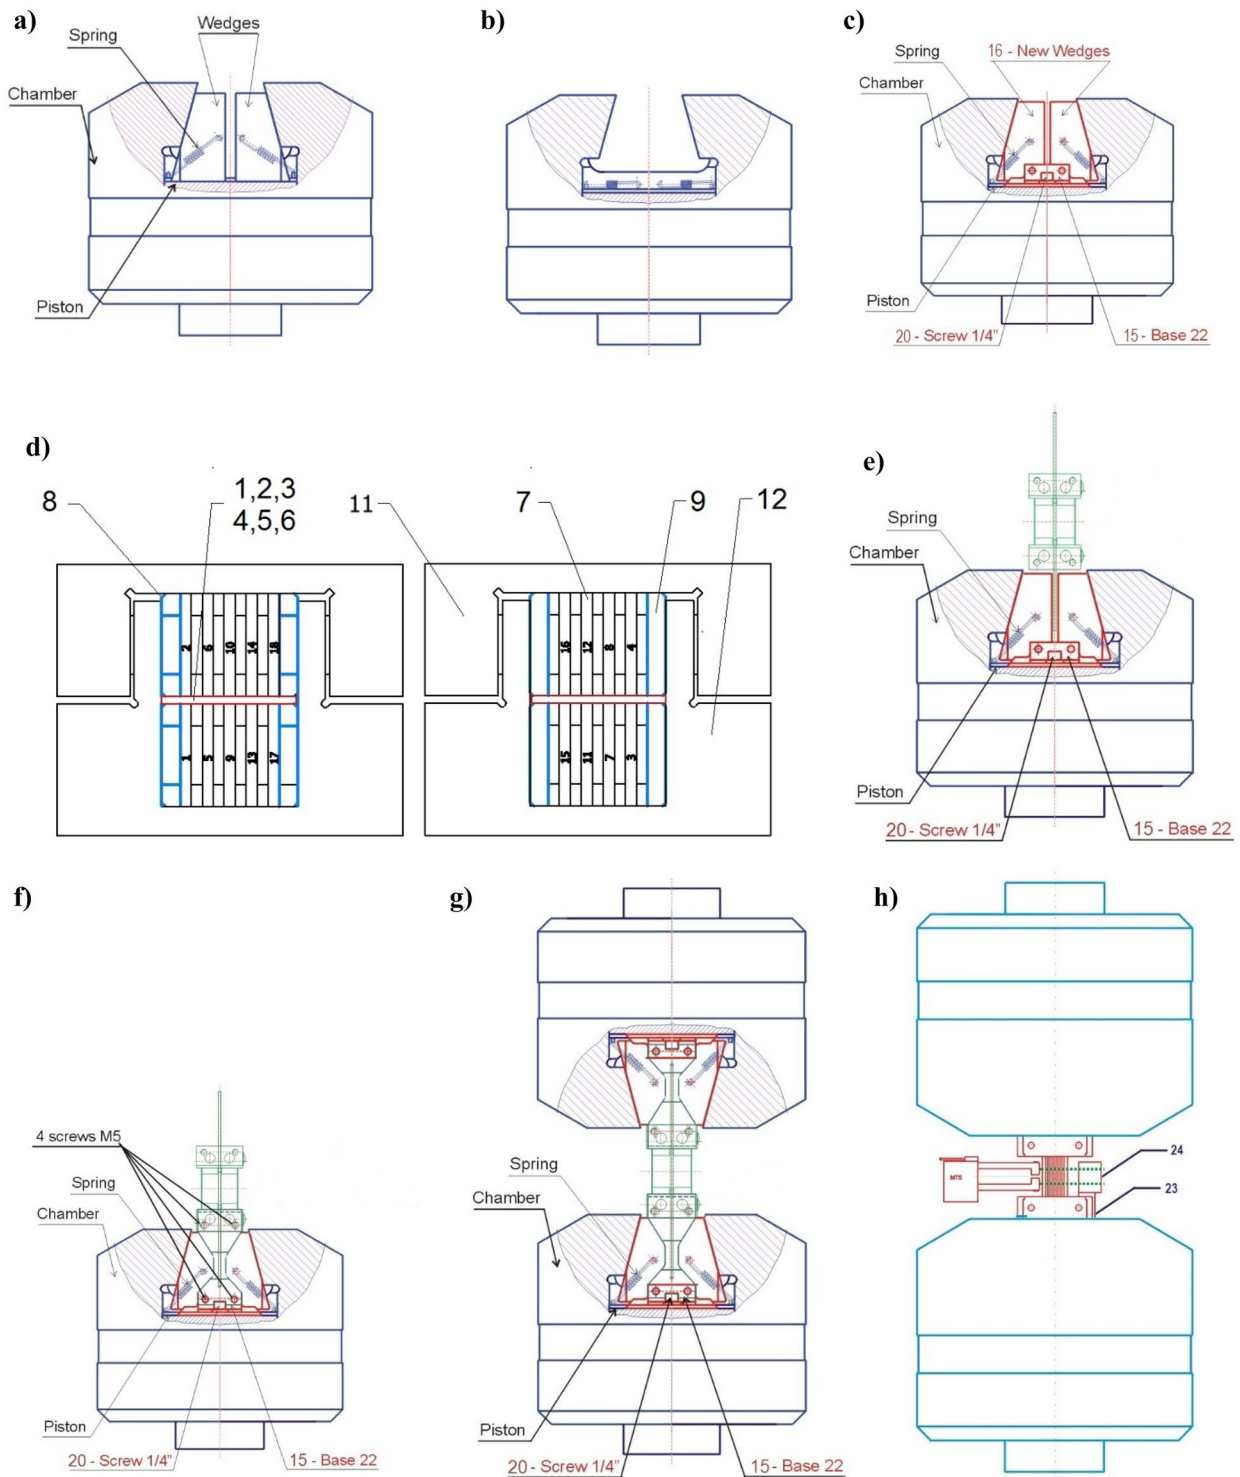 a)
Spring
Wedges
Chamber
Piston
b)
c)
16 - New Wedges
Spring
Chamber
Piston
20 - Screw 1/4"
15 - Base 22
d)
8
1,2,3
4,5,6
11
7
9
12
2
6
10
14
18
1
5
9
13
17
16
12
8
4
15
11
7
3
e)
Spring
Chamber
Piston
20 - Screw 1/4"
15 - Base 22
f)
4 screws M5
Spring
Chamber
Piston
20 - Screw 1/4"
15 - Base 22
g)
Spring
Chamber
Piston
20 - Screw 1/4"
15 - Base 22
h)
24
MTS
23